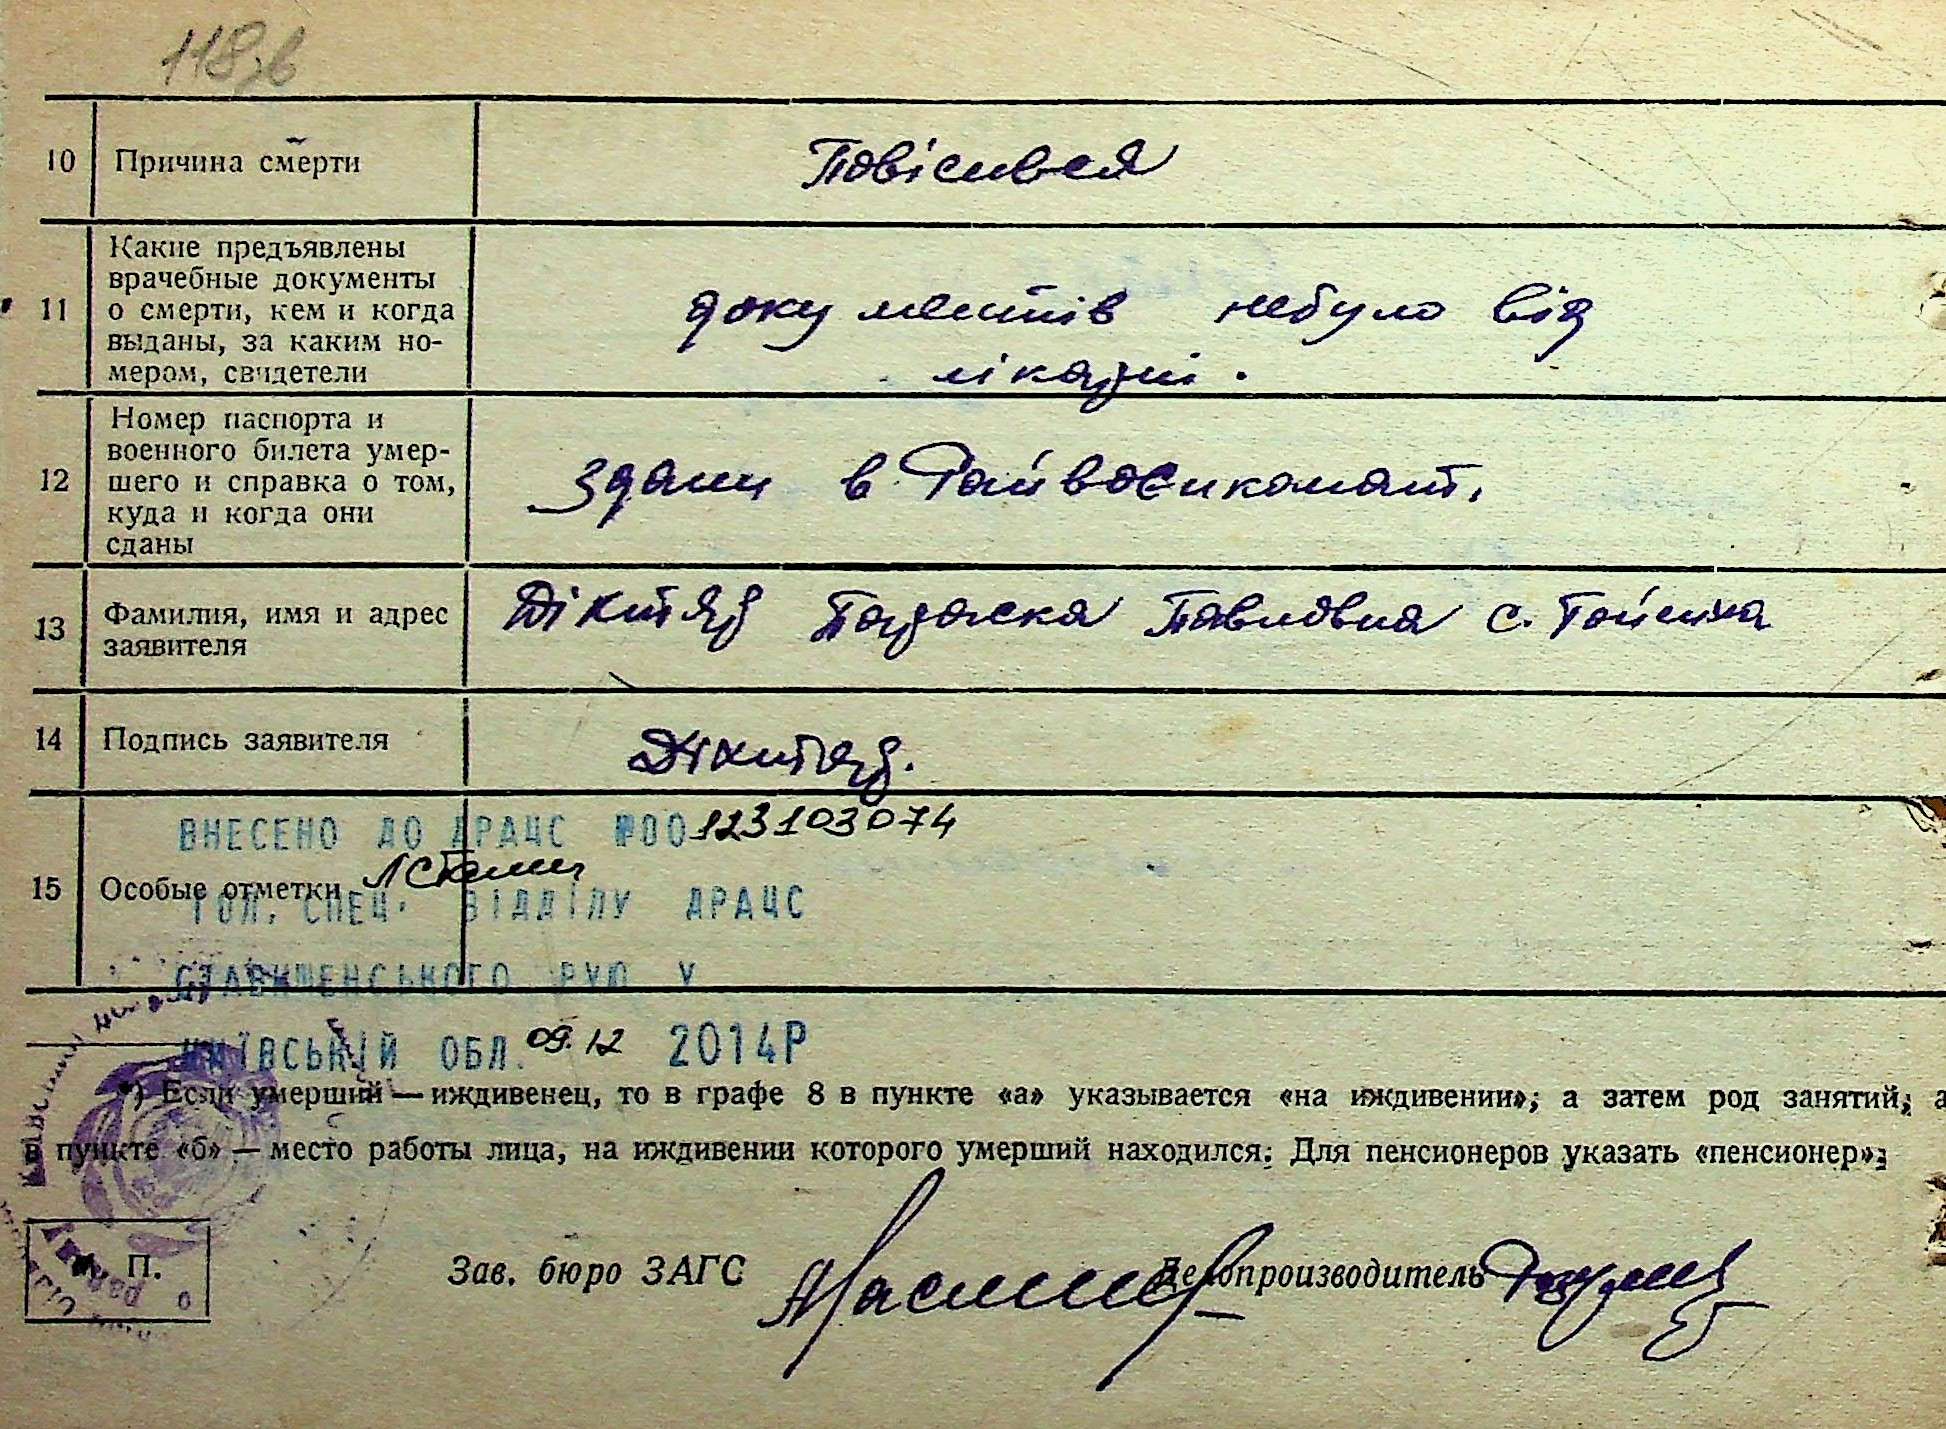 118зв
10 Причина смерти Повісився
11 Какие предъявлены
врачебные документы
о смерти, кем и когда
выданы, за каким но-
мером, свидетели
документів небуло від
лікарні.
12 Номер паспорта и
военного билета умер-
шего и справка о том,
куда и когда они
сданы
здани в Райвоєнкомат.
13 Фамилия, имя и адрес
заявителя
Діктяр Параска Павловна с.
14 Подпись заявителя Діктяр.
ВНЕСЕНО ДО ДРАЦС №00123103074
15 Особые отметки
ГОЛ. СПЕЦ. ВІДДІЛУ ДРАЦС
СТАВИЩЕНСЬКОГО РУЮ У
КИЇВСЬКІЙ ОБЛ. 09.12 2014Р
*) Если умерший — иждивенец, то в графе 8 в пункте «а» указывается «на иждивении», а затем род занятий, а
в пункте «б» — место работы лица, на иждивении которого умерший находился. Для пенсионеров указать «пенсионер».
М. П. Зав. бюро ЗАГС Делопроизводитель